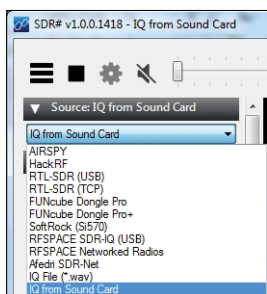 SDR# v1.0.0.1418 - IQ from Sound Card
Source: IQ from Sound Card
IQ from Sound Card
AIRSPY
HackRF
RTL-SDR (USB)
RTL-SDR (TCP)
FUNcube Dongle Pro
FUNcube Dongle Pro+
SoftRock (Si570)
RFSPACE SDR-IQ (USB)
RFSPACE Networked Radios
Afedri SDR-Net
IQ File (*.wav)
IQ from Sound Card